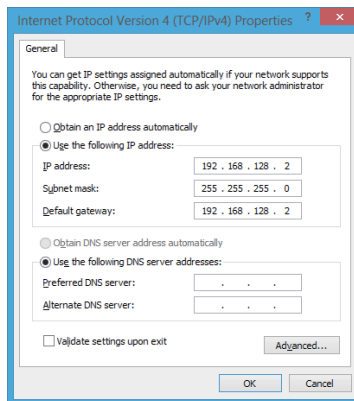 Internet Protocol Version 4 (TCP/IPv4) Properties ? ×
General
You can get IP settings assigned automatically if your network supports
this capability. Otherwise, you need to ask your network administrator
for the appropriate IP settings.
Obtain an IP address automatically
Use the following IP address:
IP address: 192 . 168 . 128 . 2
Subnet mask: 255 . 255 . 255 . 0
Default gateway: 192 . 168 . 128 . 2
Obtain DNS server address automatically
Use the following DNS server addresses:
Preferred DNS server: . . .
Alternate DNS server: . . .
Validate settings upon exit
Advanced...
OK Cancel